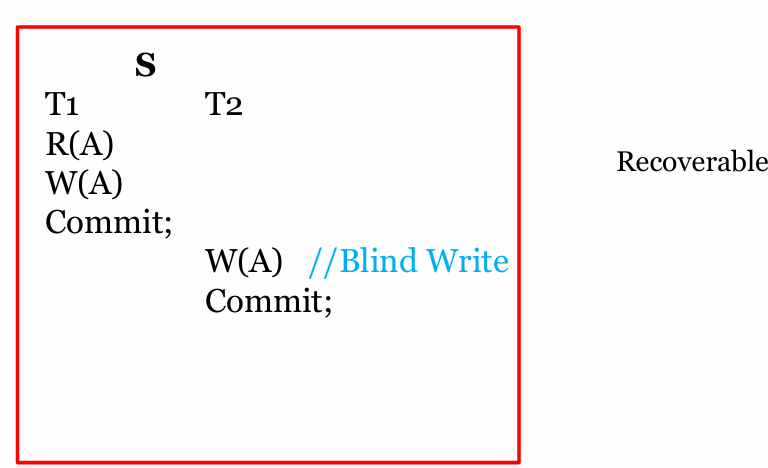 S
T1 T2
R(A)
W(A)
Commit;
W(A) //Blind Write
Commit;
Recoverable